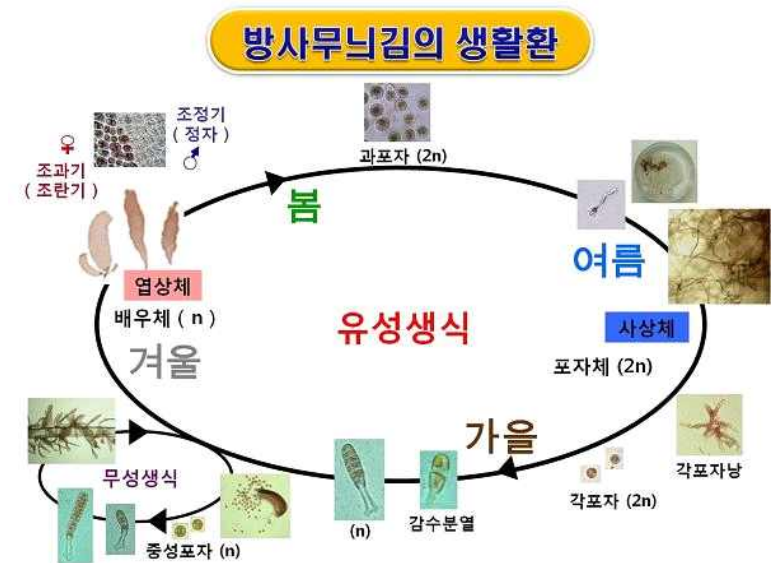 방사무늬김의 생활환
조정기
( 정자 )
♂
♀
조과기
( 조란기 )
과포자 (2n)
봄
여름
엽상체
배우체 ( n )
유성생식
사상체
포자체 (2n)
겨울
가을
각포자낭
각포자 (2n)
감수분열
(n)
무성생식
중성포자 (n)